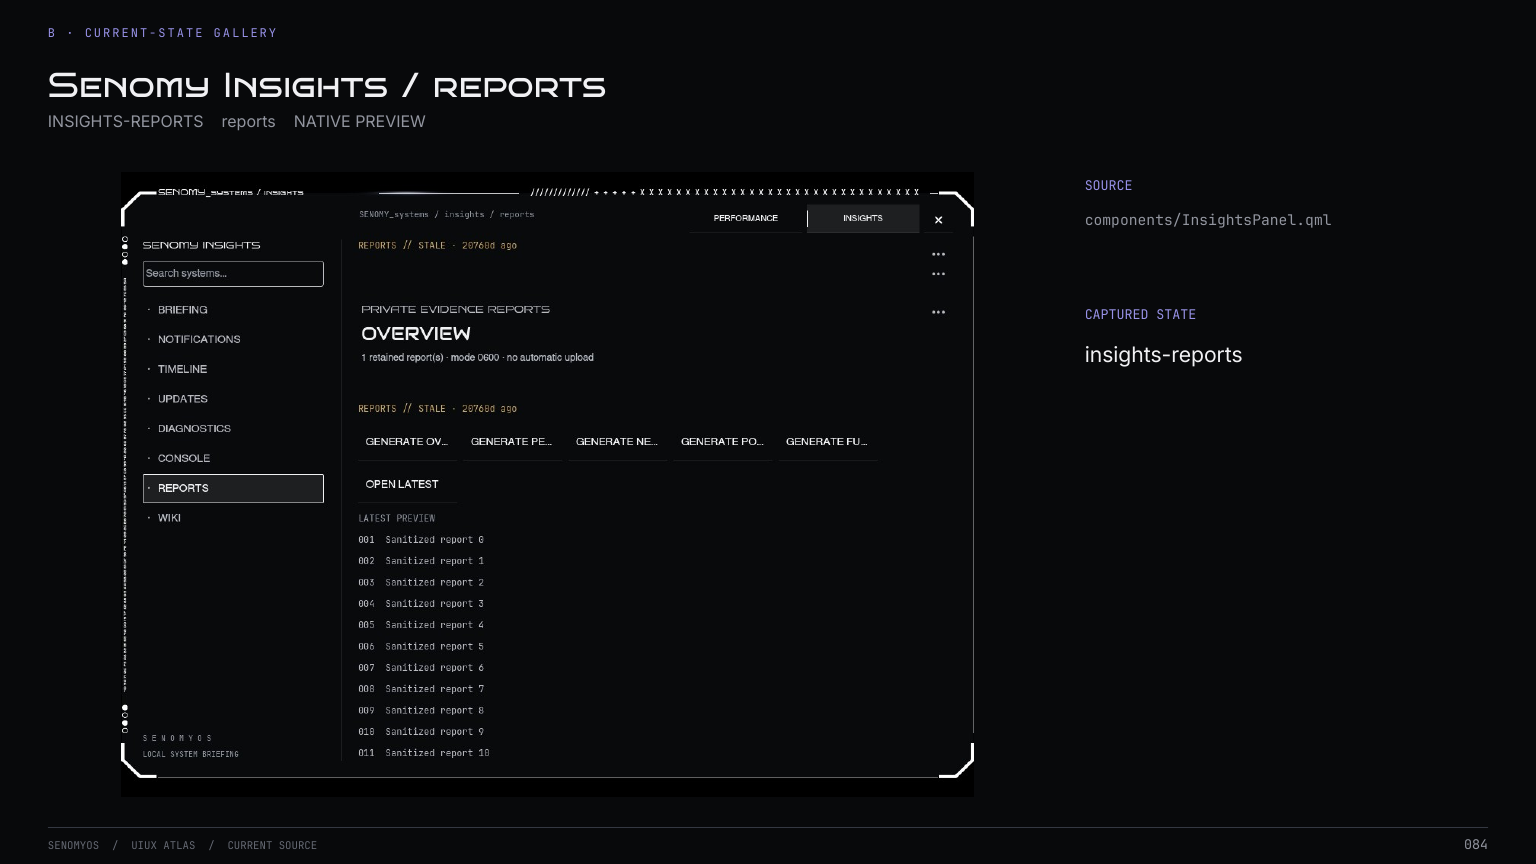 B · CURRENT-STATE GALLERY
Senomy Insights / reports
INSIGHTS-REPORTS reports NATIVE PREVIEW
SENOMY_systems / insights
///////////// + + + + + X X X X X X X X X X X X X X X X X X X X X X X X X X X X
SENOMY_systems / insights / reports
PERFORMANCE
INSIGHTS
×
SENOMY INSIGHTS
Search systems...
· BRIEFING
· NOTIFICATIONS
· TIMELINE
· UPDATES
· DIAGNOSTICS
· CONSOLE
· REPORTS
· WIKI
SENOMYOS
LOCAL SYSTEM BRIEFING
REPORTS // STALE · 20760d ago
•••
•••
PRIVATE EVIDENCE REPORTS
•••
OVERVIEW
1 retained report(s) · mode 0600 · no automatic upload
REPORTS // STALE · 20760d ago
GENERATE OV... GENERATE PE... GENERATE NE... GENERATE PO... GENERATE FU...
OPEN LATEST
LATEST PREVIEW
001 Sanitized report 0
002 Sanitized report 1
003 Sanitized report 2
004 Sanitized report 3
005 Sanitized report 4
006 Sanitized report 5
007 Sanitized report 6
008 Sanitized report 7
009 Sanitized report 8
010 Sanitized report 9
011 Sanitized report 10
SOURCE
components/InsightsPanel.qml
CAPTURED STATE
insights-reports
SENOMYOS / UIUX ATLAS / CURRENT SOURCE
084